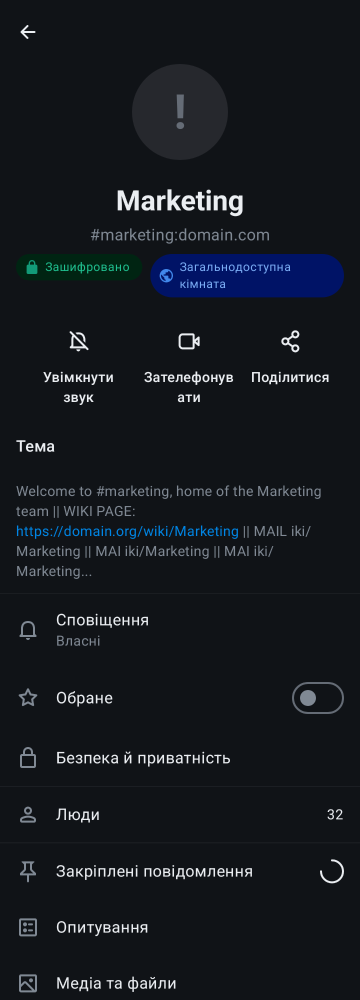 !
Marketing
#marketing:domain.com
Зашифровано
Загальнодоступна
кімната
Увімкнути
звук
Зателефонув
ати
Поділитися
Тема
Welcome to #marketing, home of the Marketing
team || WIKI PAGE:
https://domain.org/wiki/Marketing || MAIL iki/
Marketing || MAI iki/Marketing || MAI iki/
Marketing...
Сповіщення
Власні
Обране
Безпека й приватність
Люди
32
Закріплені повідомлення
Опитування
Медіа та файли